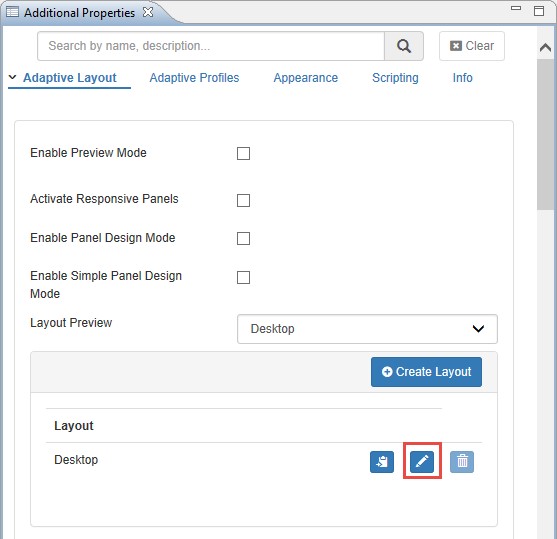 Additional Properties
Search by name, description...
Clear
Adaptive Layout Adaptive Profiles Appearance Scripting Info
Enable Preview Mode
Activate Responsive Panels
Enable Panel Design Mode
Enable Simple Panel Design
Mode
Layout Preview
Desktop
Create Layout
Layout
Desktop